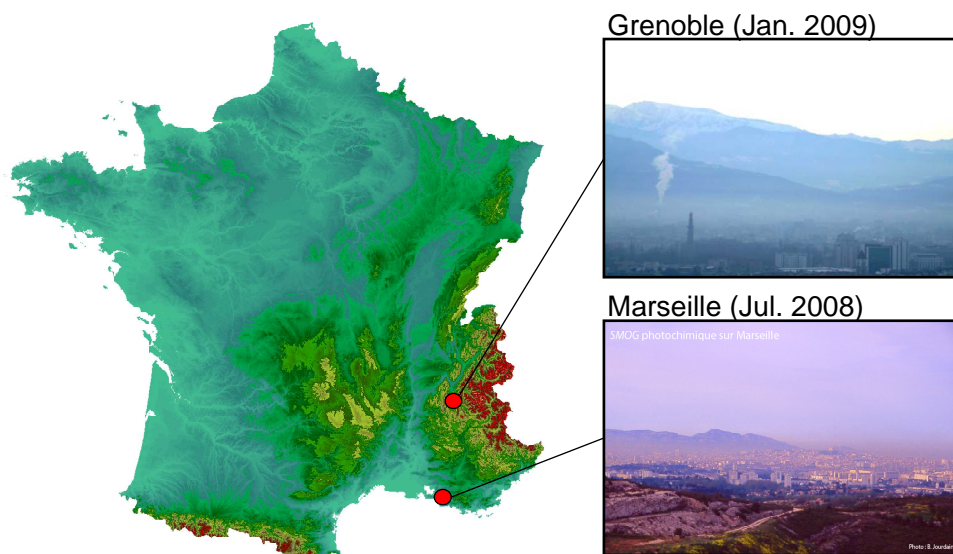 Grenoble (Jan. 2009)
Marseille (Jul. 2008)
SMOG photochimique sur Marseille
Photo : B. Jourdain